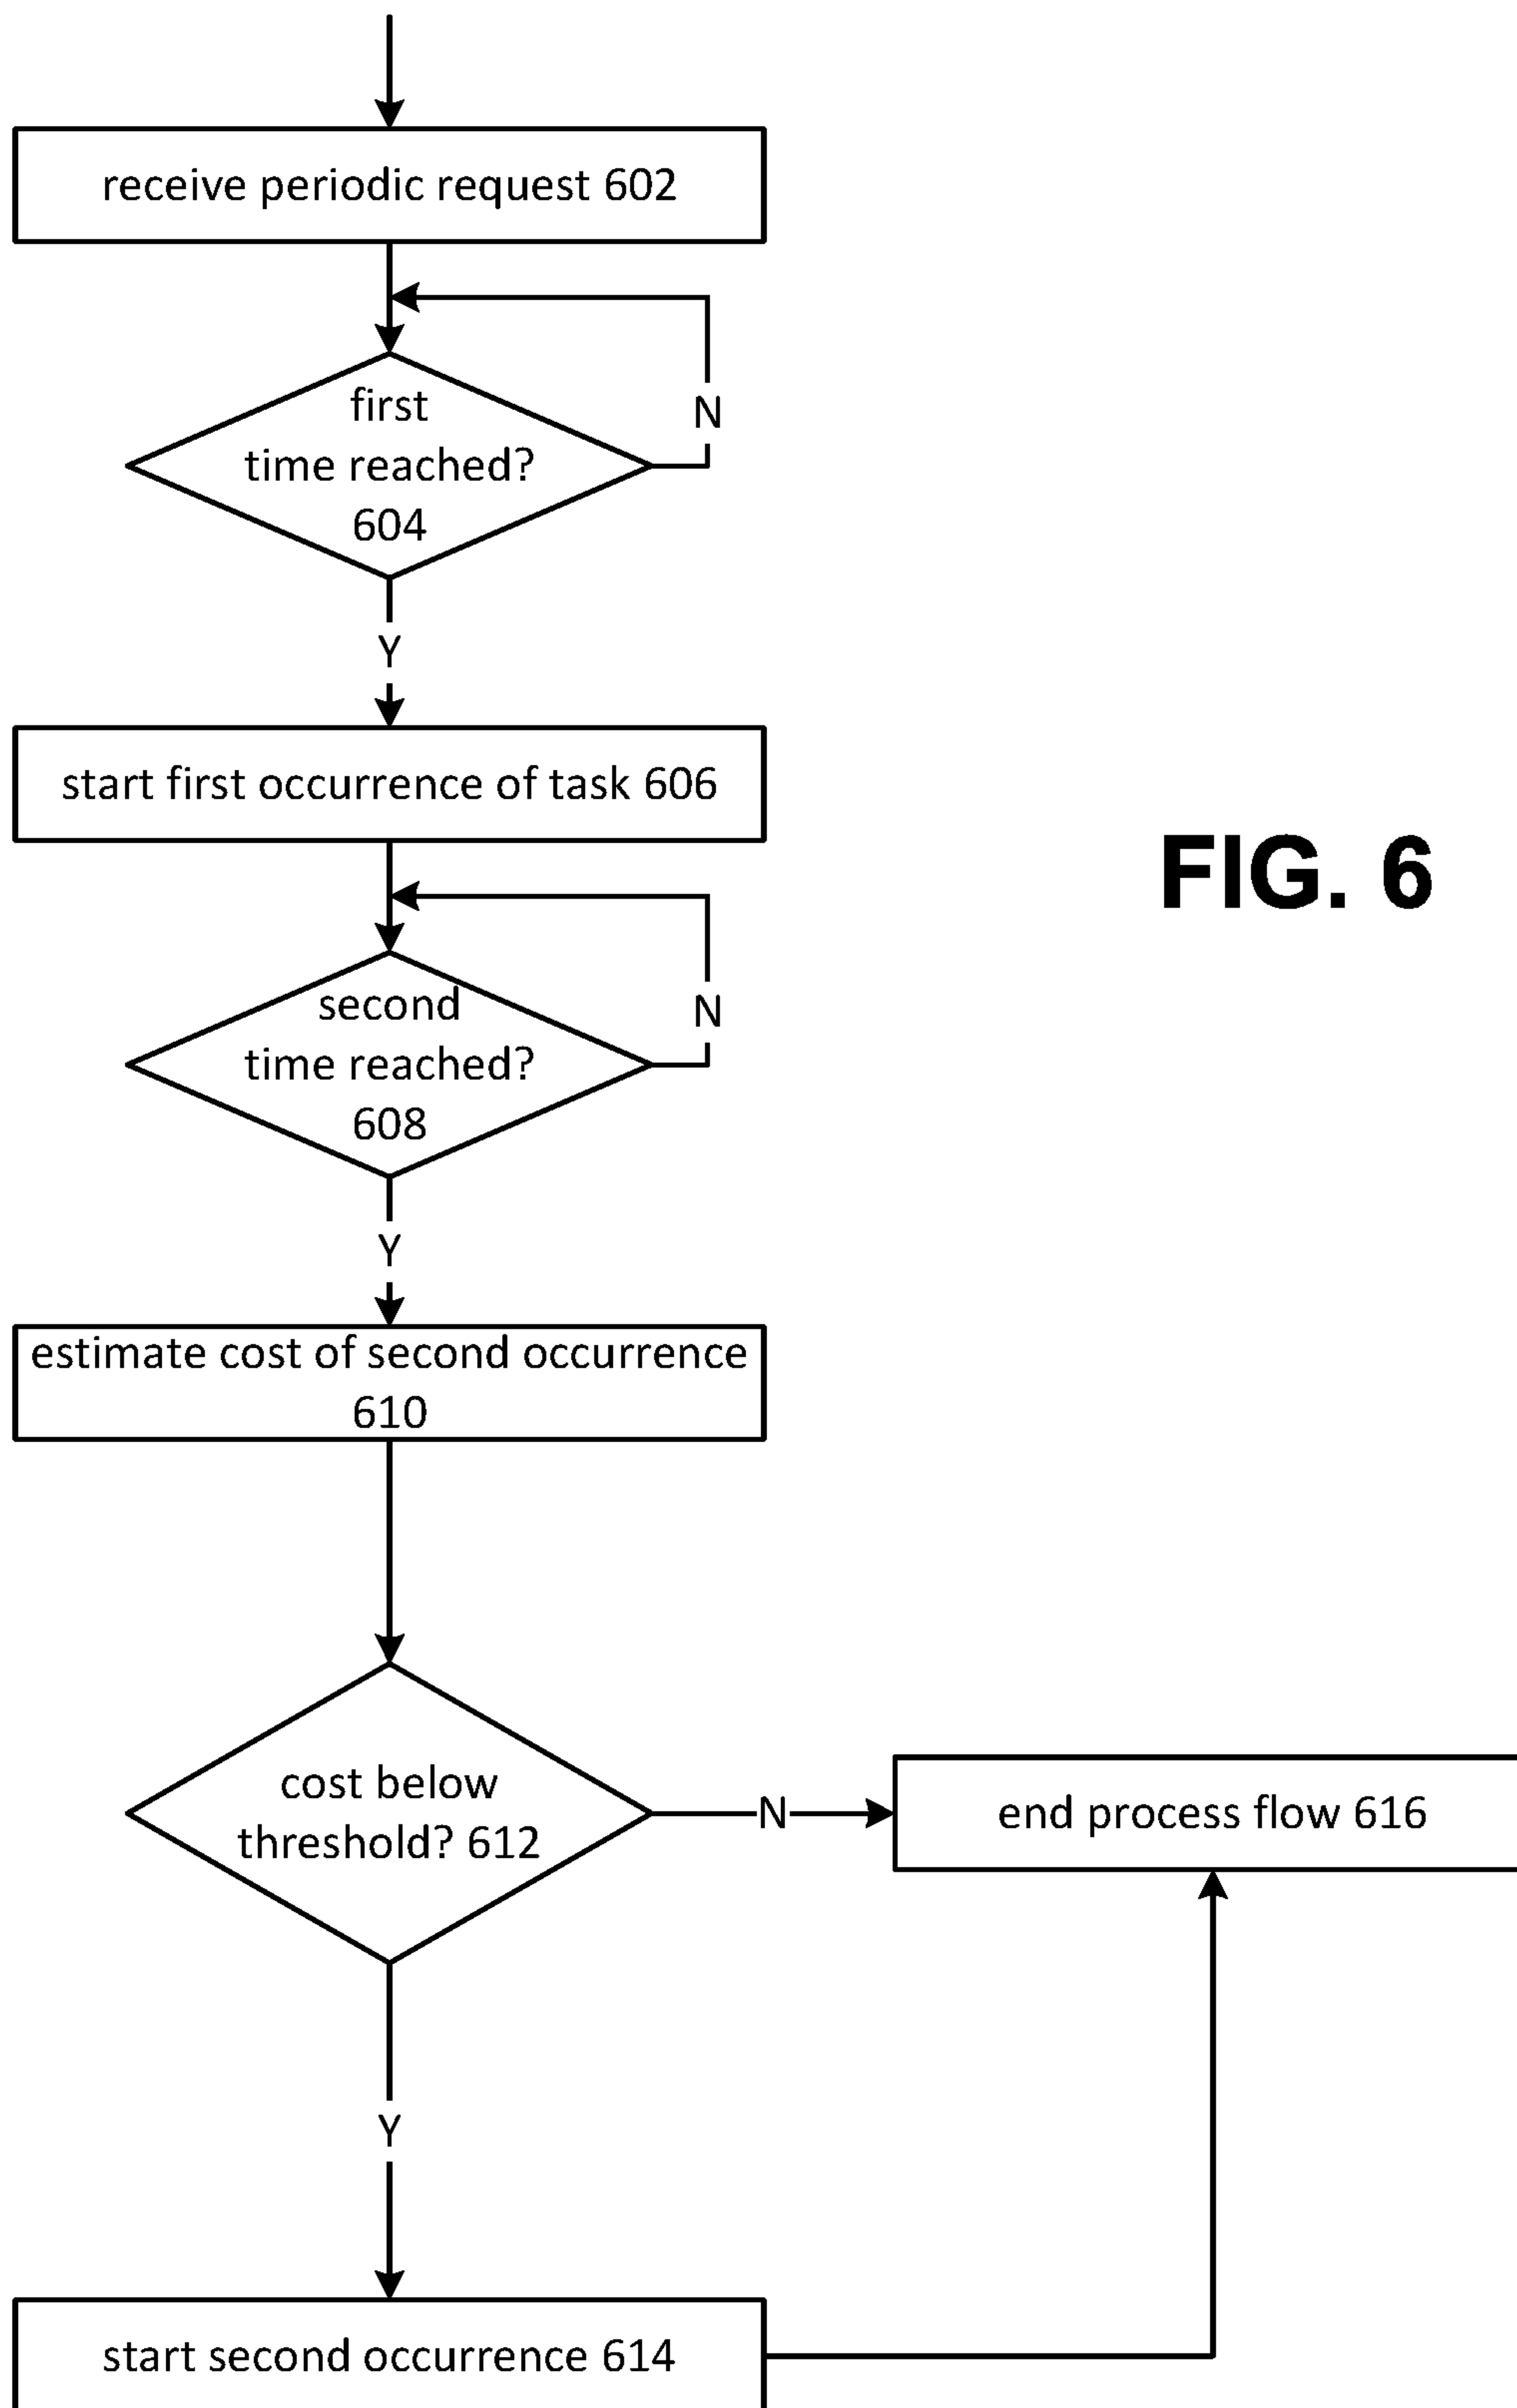 receive periodic request 602
N
first
time reached?
604
Y
start first occurrence of task 606
FIG. 6
N
second
time reached?
608
Y
estimate cost of second occurrence
610
cost below
threshold? 612
N
end process flow 616
Y
start second occurrence 614